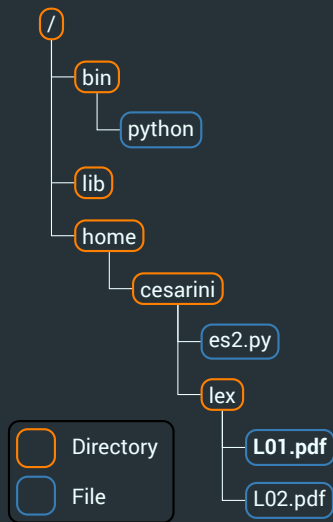 /
bin
python
lib
home
cesarini
es2.py
lex
L01.pdf
L02.pdf
Directory
File